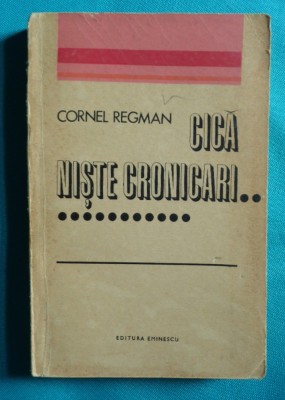 CORNEL REGMAN
CICĂ
NIȘTE CRONICARI..
...........
EDITURA EMINESCU